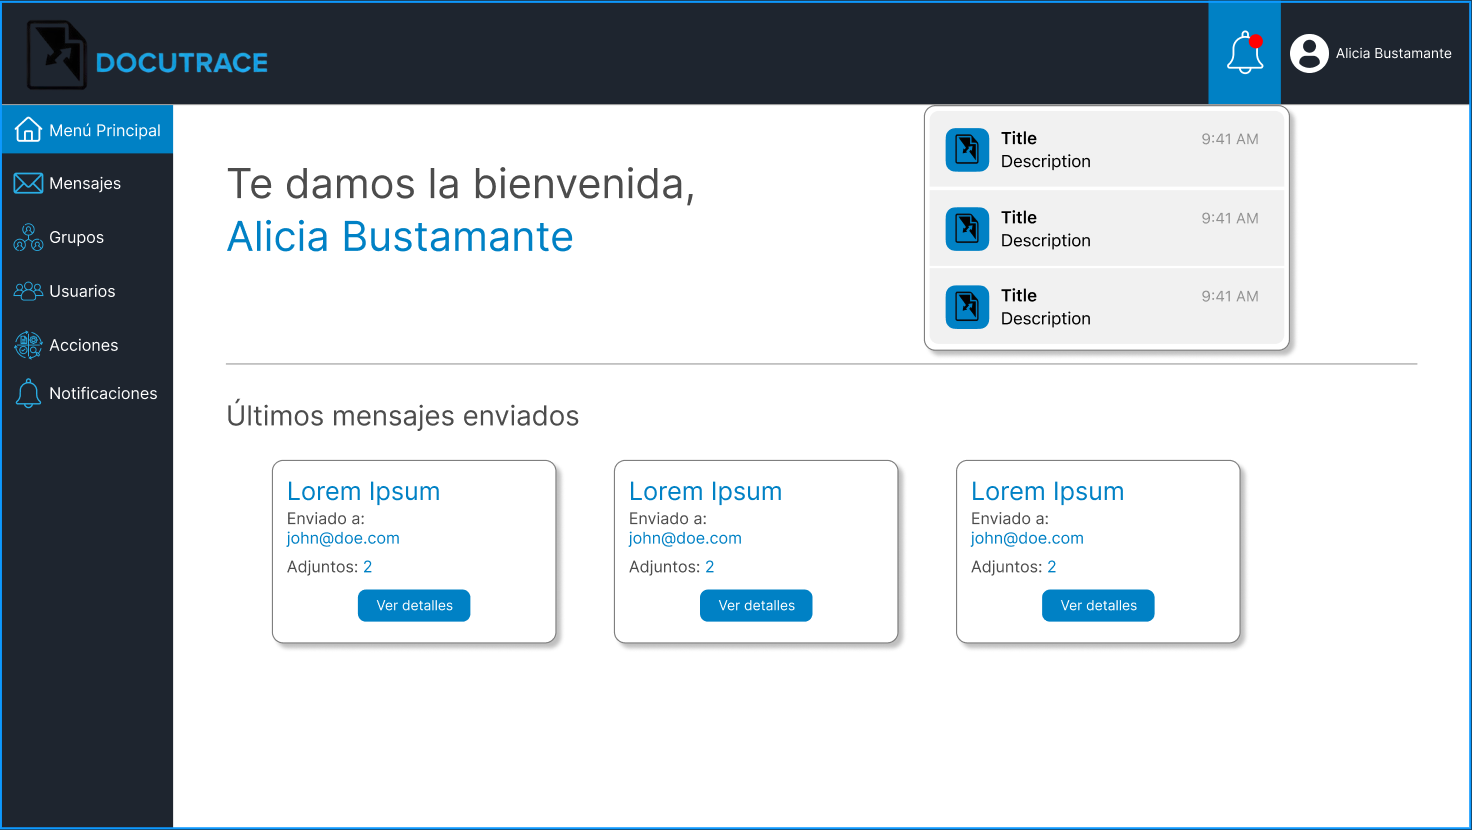 DOCUTRACE
Alicia Bustamante
Menú Principal
Mensajes
Grupos
Usuarios
Acciones
Notificaciones
Te damos la bienvenida,
Alicia Bustamante
Title 9:41 AM
Description
Title 9:41 AM
Description
Title 9:41 AM
Description
Últimos mensajes enviados
Lorem Ipsum
Enviado a:
john@doe.com
Adjuntos: 2
Ver detalles
Lorem Ipsum
Enviado a:
john@doe.com
Adjuntos: 2
Ver detalles
Lorem Ipsum
Enviado a:
john@doe.com
Adjuntos: 2
Ver detalles